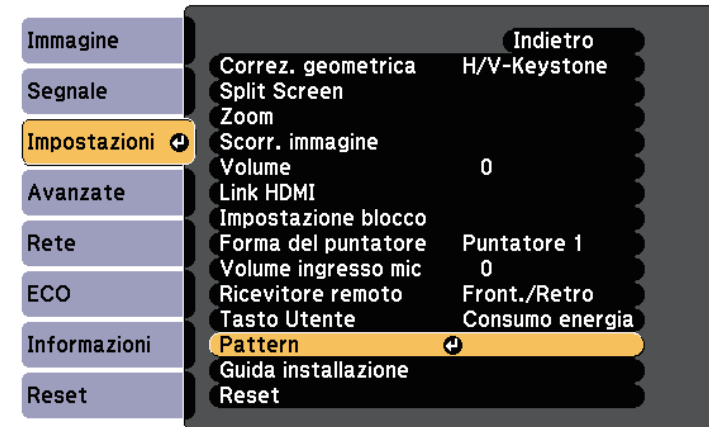 Immagine
Segnale
Impostazioni
Avanzate
Rete
ECO
Informazioni
Reset
Indietro
Correz. geometrica H/V-Keystone
Split Screen
Zoom
Scorr. immagine
Volume 0
Link HDMI
Impostazione blocco
Forma del puntatore Puntatore 1
Volume ingresso mic 0
Ricevitore remoto Front./Retro
Tasto Utente Consumo energia
Pattern
Guida installazione
Reset